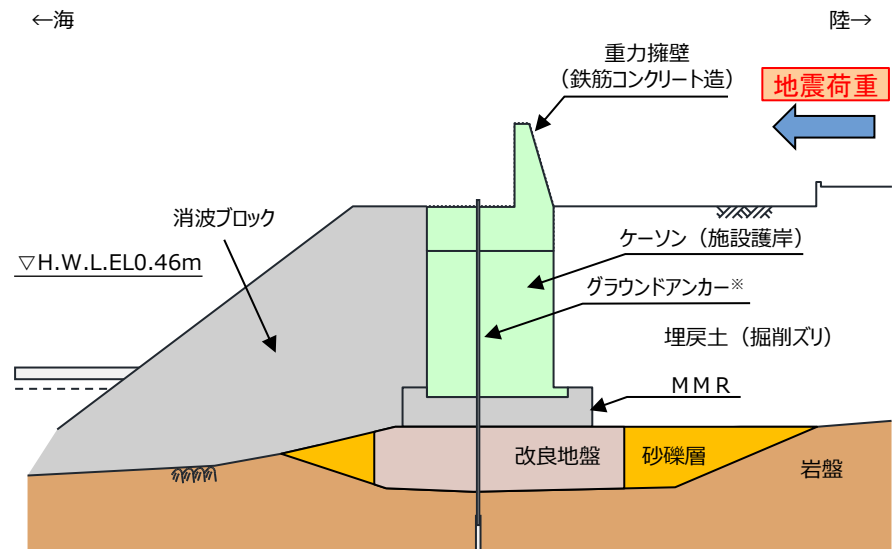 ←海
陸→
重力擁壁
（鉄筋コンクリート造）
地震荷重
消波ブロック
▽H.W.L.EL0.46m
ケーソン（施設護岸）
グラウンドアンカー※
埋戻土（掘削ズリ）
ＭＭＲ
改良地盤
砂礫層
岩盤